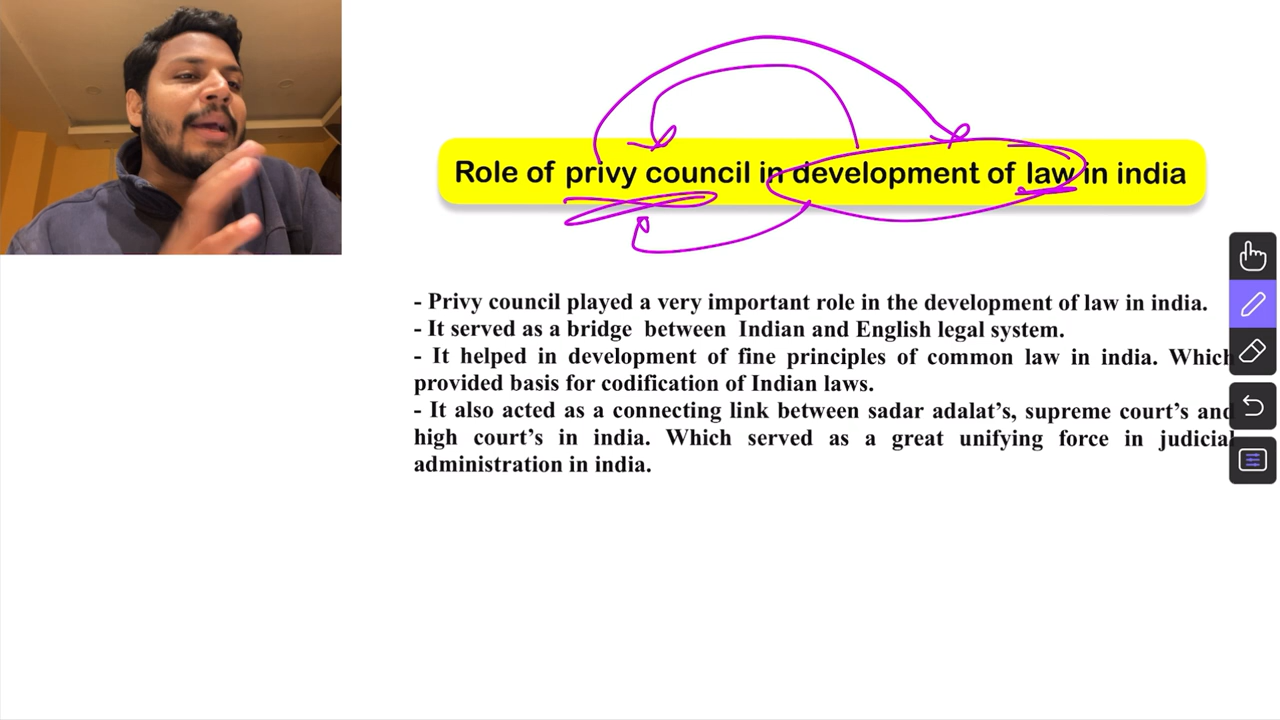 Role of privy council in development of law in india
- Privy council played a very important role in the development of law in india.
- It served as a bridge between Indian and English legal system.
- It helped in development of fine principles of common law in india. Which
provided basis for codification of Indian laws.
- It also acted as a connecting link between sadar adalat's, supreme court's and
high court's in india. Which served as a great unifying force in judicial
administration in india.